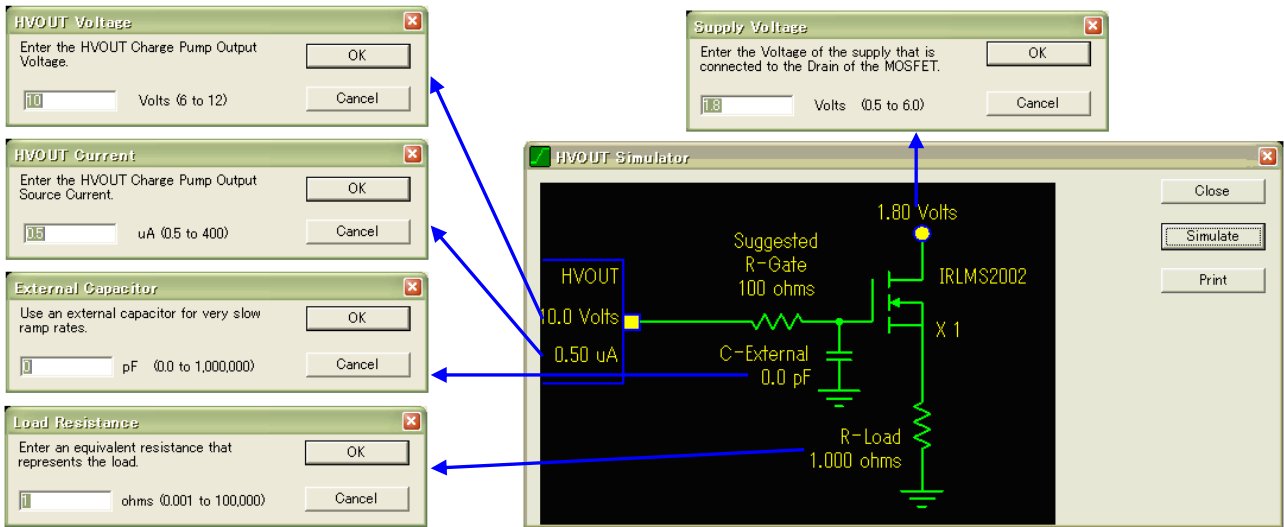 HVOUT Voltage
Enter the HVOUT Charge Pump Output
Voltage.
OK
10
Volts (6 to 12)
Cancel
HVOUT Current
Enter the HVOUT Charge Pump Output
Source Current.
OK
0.5
uA (0.5 to 400)
Cancel
External Capacitor
Use an external capacitor for very slow
ramp rates.
OK
0
pF (0.0 to 1,000,000)
Cancel
Load Resistance
Enter an equivalent resistance that
represents the load.
OK
1
ohms (0.001 to 100,000)
Cancel
Supply Voltage
Enter the Voltage of the supply that is
connected to the Drain of the MOSFET.
OK
1.8
Volts (0.5 to 6.0)
Cancel
HVOUT Simulator
Close
Simulate
Print
1.80 Volts
Suggested
R-Gate
100 ohms
HVOUT
10.0 Volts
0.50 uA
IRLMS2002
X 1
C-External
0.0 pF
R-Load
1.000 ohms